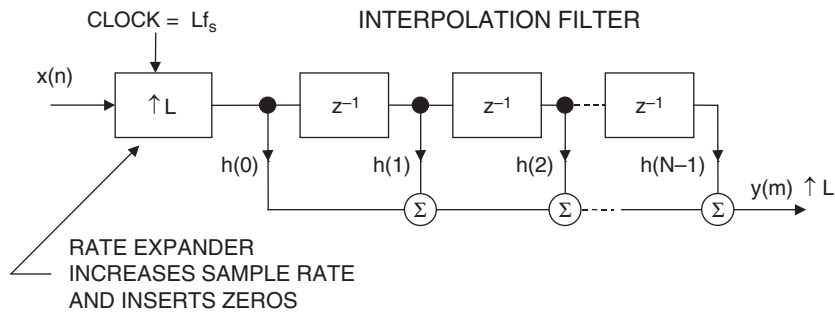 CLOCK = Lfs
INTERPOLATION FILTER
x(n)
↑L
z–1
z–1
z–1
h(0)
h(1)
h(2)
h(N–1)
y(m) ↑ L
Σ
Σ
Σ
RATE EXPANDER
INCREASES SAMPLE RATE
AND INSERTS ZEROS